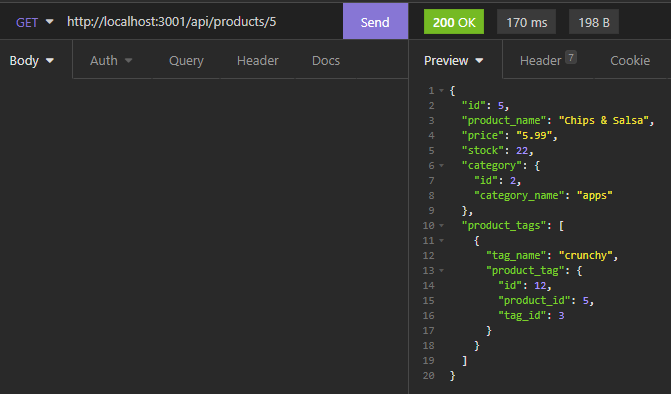 GET http://localhost:3001/api/products/5 Send 200 OK 170 ms 198 B
Body Auth Query Header Docs Preview Header 7 Cookie
1 {
2 "id": 5,
3 "product_name": "Chips & Salsa",
4 "price": "5.99",
5 "stock": 22,
6 "category": {
7 "id": 2,
8 "category_name": "apps"
9 },
10 "product_tags": [
11 {
12 "tag_name": "crunchy",
13 "product_tag": {
14 "id": 12,
15 "product_id": 5,
16 "tag_id": 3
17 }
18 }
19 ]
20 }